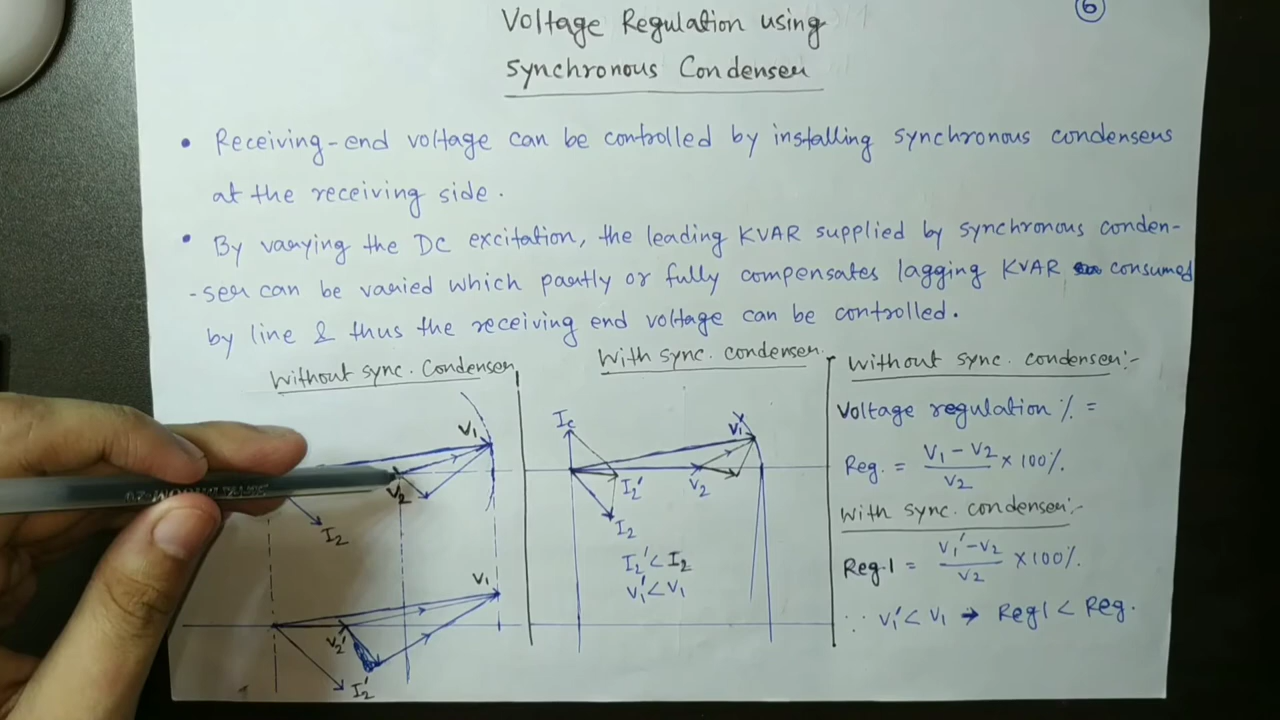 6
Voltage Regulation using
Synchronous Condenser
• Receiving-end voltage can be controlled by installing synchronous condensers
at the receiving side.
• By varying the DC excitation, the leading KVAR supplied by synchronous conden-
-ser can be varied which partly or fully compensates lagging KVAR consumed
by line & thus the receiving end voltage can be controlled.
Without sync. Condenser
V1
V2
I2
V1
V2'
I2'
With sync. condenser
Ic
V1'
I2'
V2
I2
I2' < I2
V1' < V1
Without sync. condenser:-
Voltage regulation % =
Reg. = V1 - V2 / V2 × 100%.
With sync. condenser:-
Reg.1 = V1' - V2 / V2 × 100%.
∵ V1' < V1 → Reg1 < Reg.